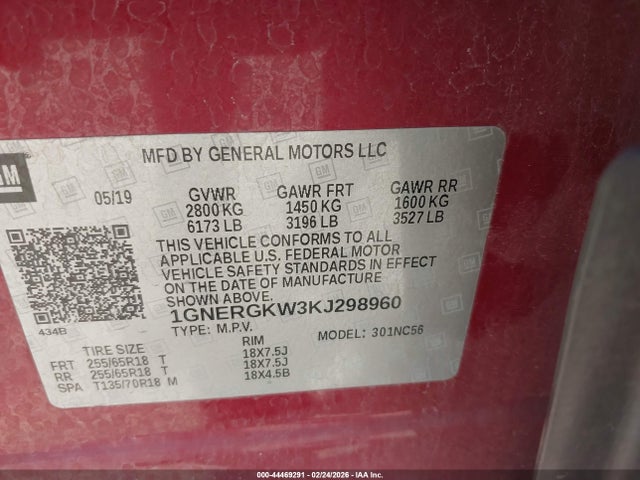 GM
MFD BY GENERAL MOTORS LLC
05/19 GVWR GAWR FRT GAWR RR
2800 KG 1450 KG 1600 KG
6173 LB 3196 LB 3527 LB
THIS VEHICLE CONFORMS TO ALL
APPLICABLE U.S. FEDERAL MOTOR
VEHICLE SAFETY STANDARDS IN EFFECT
ON THE DATE OF MANUFACTURE
SHOWN ABOVE.
434B
1GNERGKW3KJ298960
TYPE: M.P.V. MODEL: 301NC56
TIRE SIZE RIM
FRT 255/65R18 T 18X7.5J
RR 255/65R18 T 18X7.5J
SPA T135/70R18 M 18X4.5B
000-44469291 - 02/24/2026 - IAA Corp.